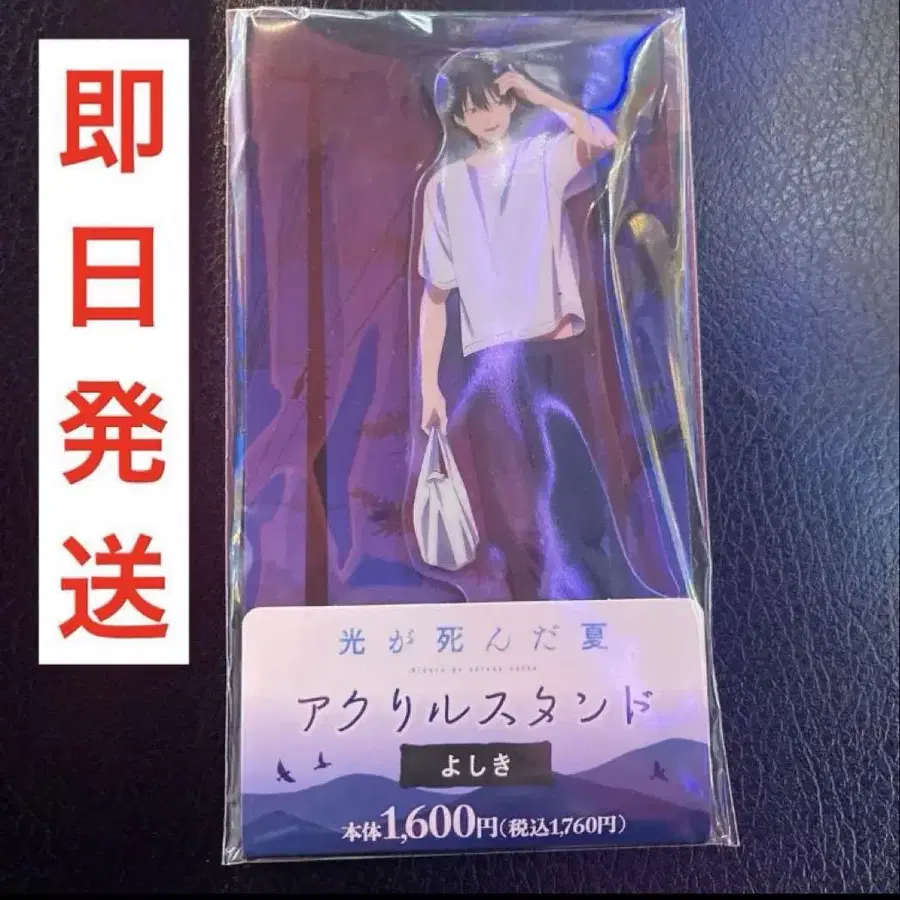 即日発送
光が死んだ夏
アクリルスタンド
よしき
本体1,600円(税込1,760円)